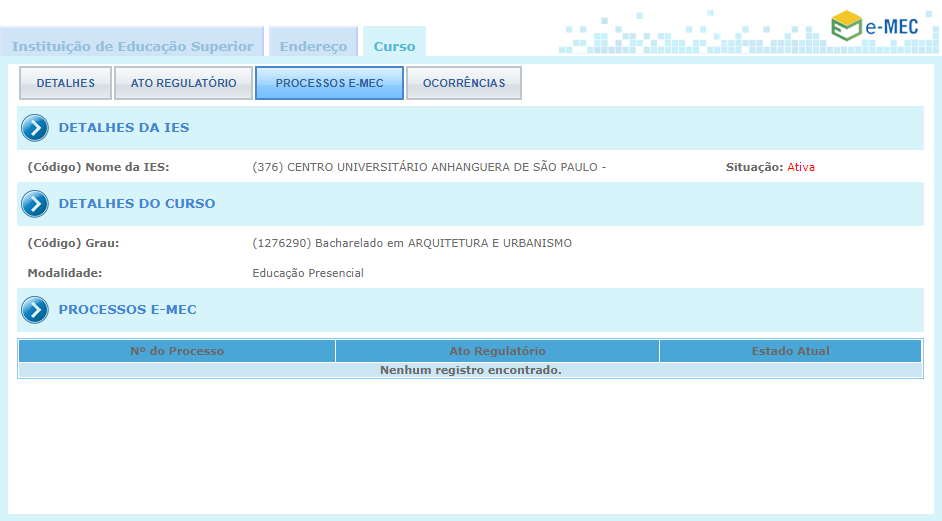 e-MEC
Instituição de Educação Superior Endereço Curso
DETALHES ATO REGULATÓRIO PROCESSOS E-MEC OCORRÊNCIAS
DETALHES DA IES
(Código) Nome da IES: (376) CENTRO UNIVERSITÁRIO ANHANGUERA DE SÃO PAULO - Situação: Ativa
DETALHES DO CURSO
(Código) Grau: (1276290) Bacharelado em ARQUITETURA E URBANISMO
Modalidade: Educação Presencial
PROCESSOS E-MEC
Nº do Processo Ato Regulatório Estado Atual
Nenhum registro encontrado.